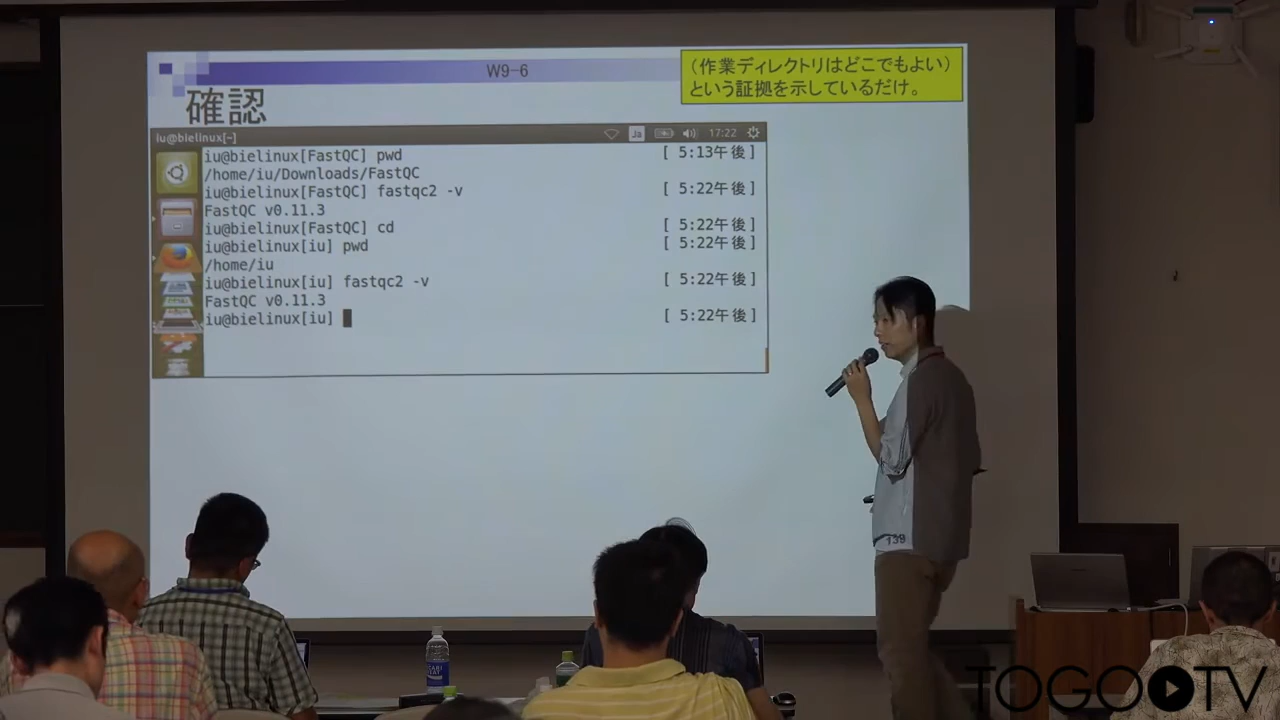 W9-6
(作業ディレクトリはどこでもよい)
という証拠を示しているだけ。
確認
iu@bielinux[~]
Ja
17:22
iu@bielinux[FastQC] pwd [ 5:13午後]
/home/iu/Downloads/FastQC
iu@bielinux[FastQC] fastqc2 -v [ 5:22午後]
FastQC v0.11.3
iu@bielinux[FastQC] cd [ 5:22午後]
iu@bielinux[iu] pwd [ 5:22午後]
/home/iu
iu@bielinux[iu] fastqc2 -v [ 5:22午後]
FastQC v0.11.3
iu@bielinux[iu] [ 5:22午後]
139
TOGOTV